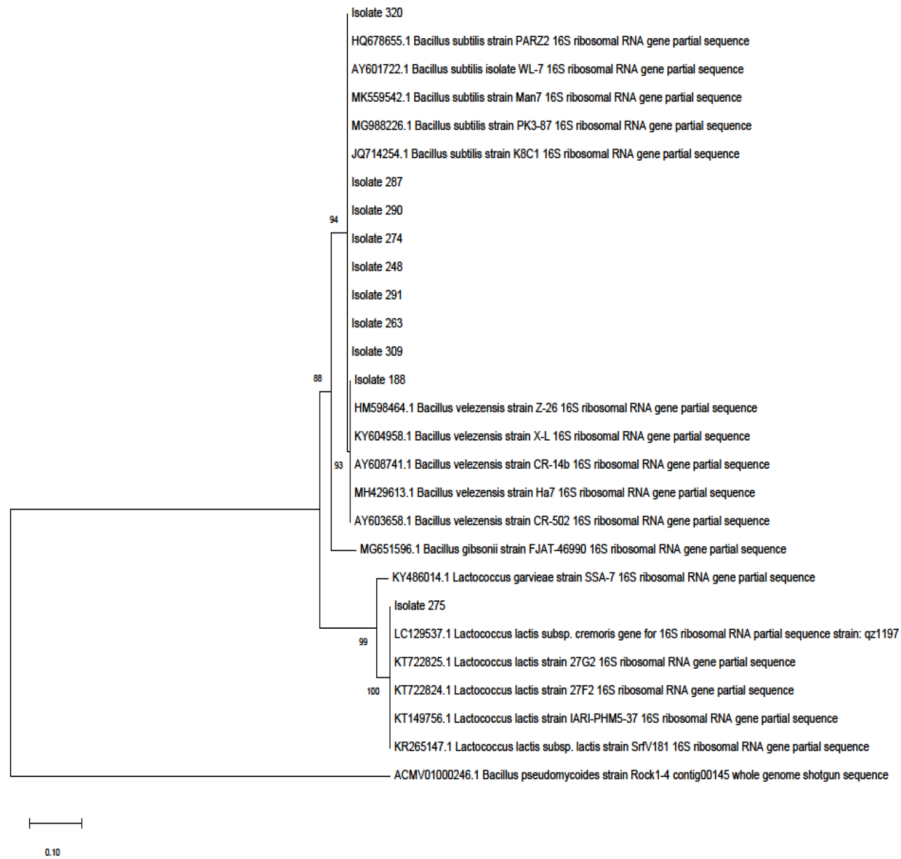 Isolate 320
HQ678655.1 Bacillus subtilis strain PARZ2 16S ribosomal RNA gene partial sequence
AY601722.1 Bacillus subtilis isolate WL-7 16S ribosomal RNA gene partial sequence
MK559542.1 Bacillus subtilis strain Man7 16S ribosomal RNA gene partial sequence
MG988226.1 Bacillus subtilis strain PK3-87 16S ribosomal RNA gene partial sequence
JQ714254.1 Bacillus subtilis strain K8C1 16S ribosomal RNA gene partial sequence
Isolate 287
Isolate 290
94
Isolate 274
Isolate 248
Isolate 291
Isolate 263
Isolate 309
88
Isolate 188
HM598464.1 Bacillus velezensis strain Z-26 16S ribosomal RNA gene partial sequence
KY604958.1 Bacillus velezensis strain X-L 16S ribosomal RNA gene partial sequence
93
AY608741.1 Bacillus velezensis strain CR-14b 16S ribosomal RNA gene partial sequence
MH429613.1 Bacillus velezensis strain Ha7 16S ribosomal RNA gene partial sequence
AY603658.1 Bacillus velezensis strain CR-502 16S ribosomal RNA gene partial sequence
MG651596.1 Bacillus gibsonii strain FJAT-46990 16S ribosomal RNA gene partial sequence
KY486014.1 Lactococcus garvieae strain SSA-7 16S ribosomal RNA gene partial sequence
Isolate 275
LC129537.1 Lactococcus lactis subsp. cremoris gene for 16S ribosomal RNA partial sequence strain: qz1197
99
KT722825.1 Lactococcus lactis strain 27G2 16S ribosomal RNA gene partial sequence
100
KT722824.1 Lactococcus lactis strain 27F2 16S ribosomal RNA gene partial sequence
KT149756.1 Lactococcus lactis strain IARI-PHM5-37 16S ribosomal RNA gene partial sequence
KR265147.1 Lactococcus lactis subsp. lactis strain SrfV181 16S ribosomal RNA gene partial sequence
ACMV01000246.1 Bacillus pseudomycoides strain Rock1-4 contig00145 whole genome shotgun sequence
0.10